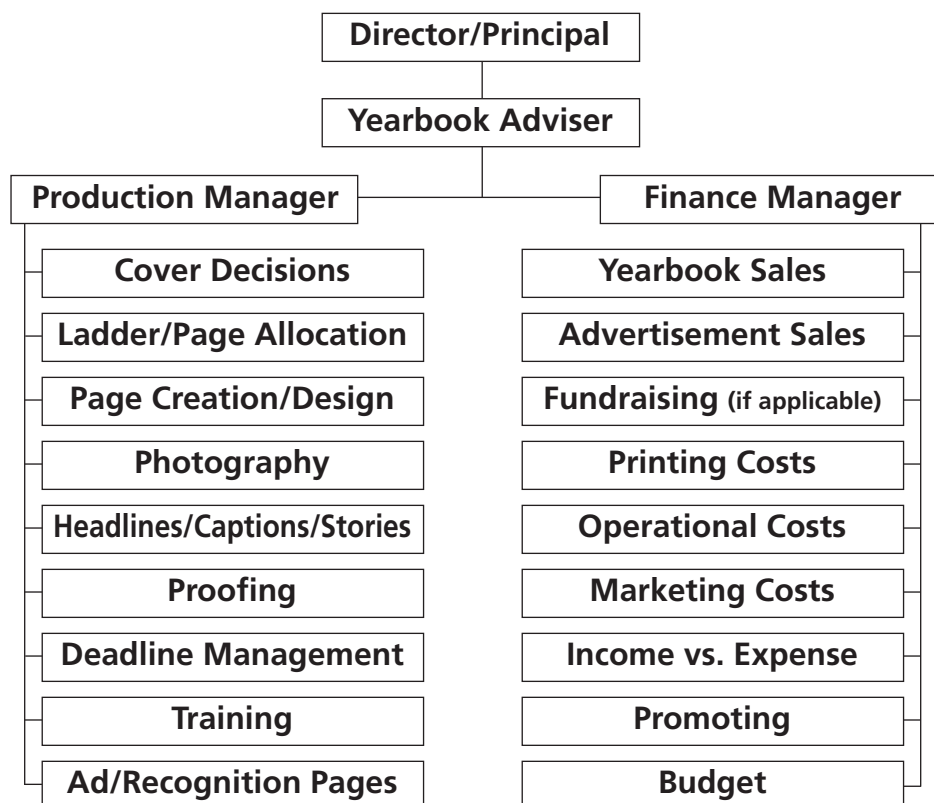 Director/Principal
Yearbook Adviser
Production Manager
Finance Manager
Cover Decisions
Ladder/Page Allocation
Page Creation/Design
Photography
Headlines/Captions/Stories
Proofing
Deadline Management
Training
Ad/Recognition Pages
Yearbook Sales
Advertisement Sales
Fundraising (if applicable)
Printing Costs
Operational Costs
Marketing Costs
Income vs. Expense
Promoting
Budget